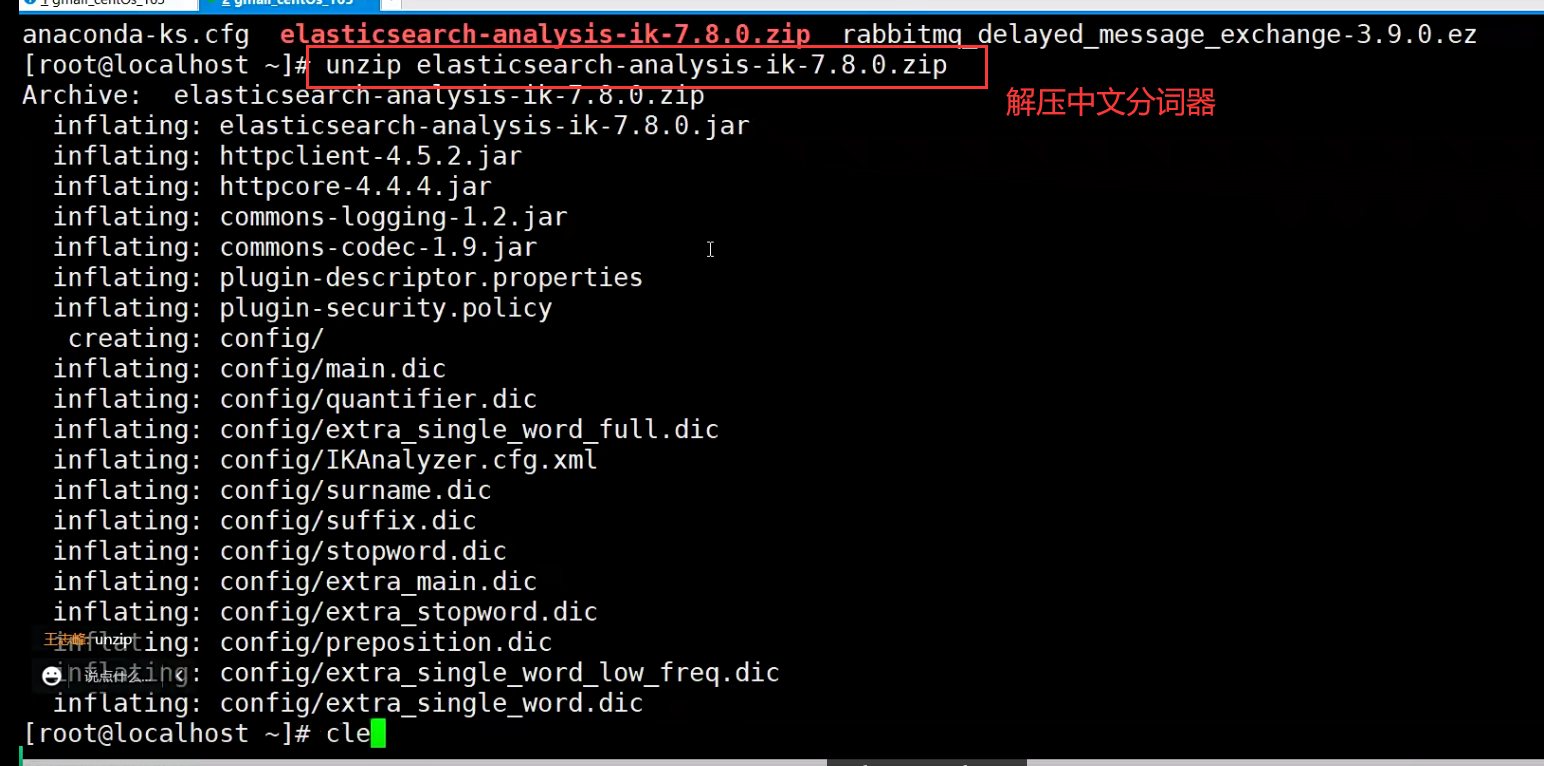 1 gmall_centOs_105 2 gmall_centOs_105
anaconda-ks.cfg elasticsearch-analysis-ik-7.8.0.zip rabbitmq_delayed_message_exchange-3.9.0.ez
[root@localhost ~]# unzip elasticsearch-analysis-ik-7.8.0.zip
Archive: elasticsearch-analysis-ik-7.8.0.zip
解压中文分词器
inflating: elasticsearch-analysis-ik-7.8.0.jar
inflating: httpclient-4.5.2.jar
inflating: httpcore-4.4.4.jar
inflating: commons-logging-1.2.jar
inflating: commons-codec-1.9.jar
inflating: plugin-descriptor.properties
inflating: plugin-security.policy
creating: config/
inflating: config/main.dic
inflating: config/quantifier.dic
inflating: config/extra_single_word_full.dic
inflating: config/IKAnalyzer.cfg.xml
inflating: config/surname.dic
inflating: config/suffix.dic
inflating: config/stopword.dic
inflating: config/extra_main.dic
inflating: config/extra_stopword.dic
王志峰: unzip
inflating: config/preposition.dic
说点什么...
inflating: config/extra_single_word_low_freq.dic
inflating: config/extra_single_word.dic
[root@localhost ~]# cle